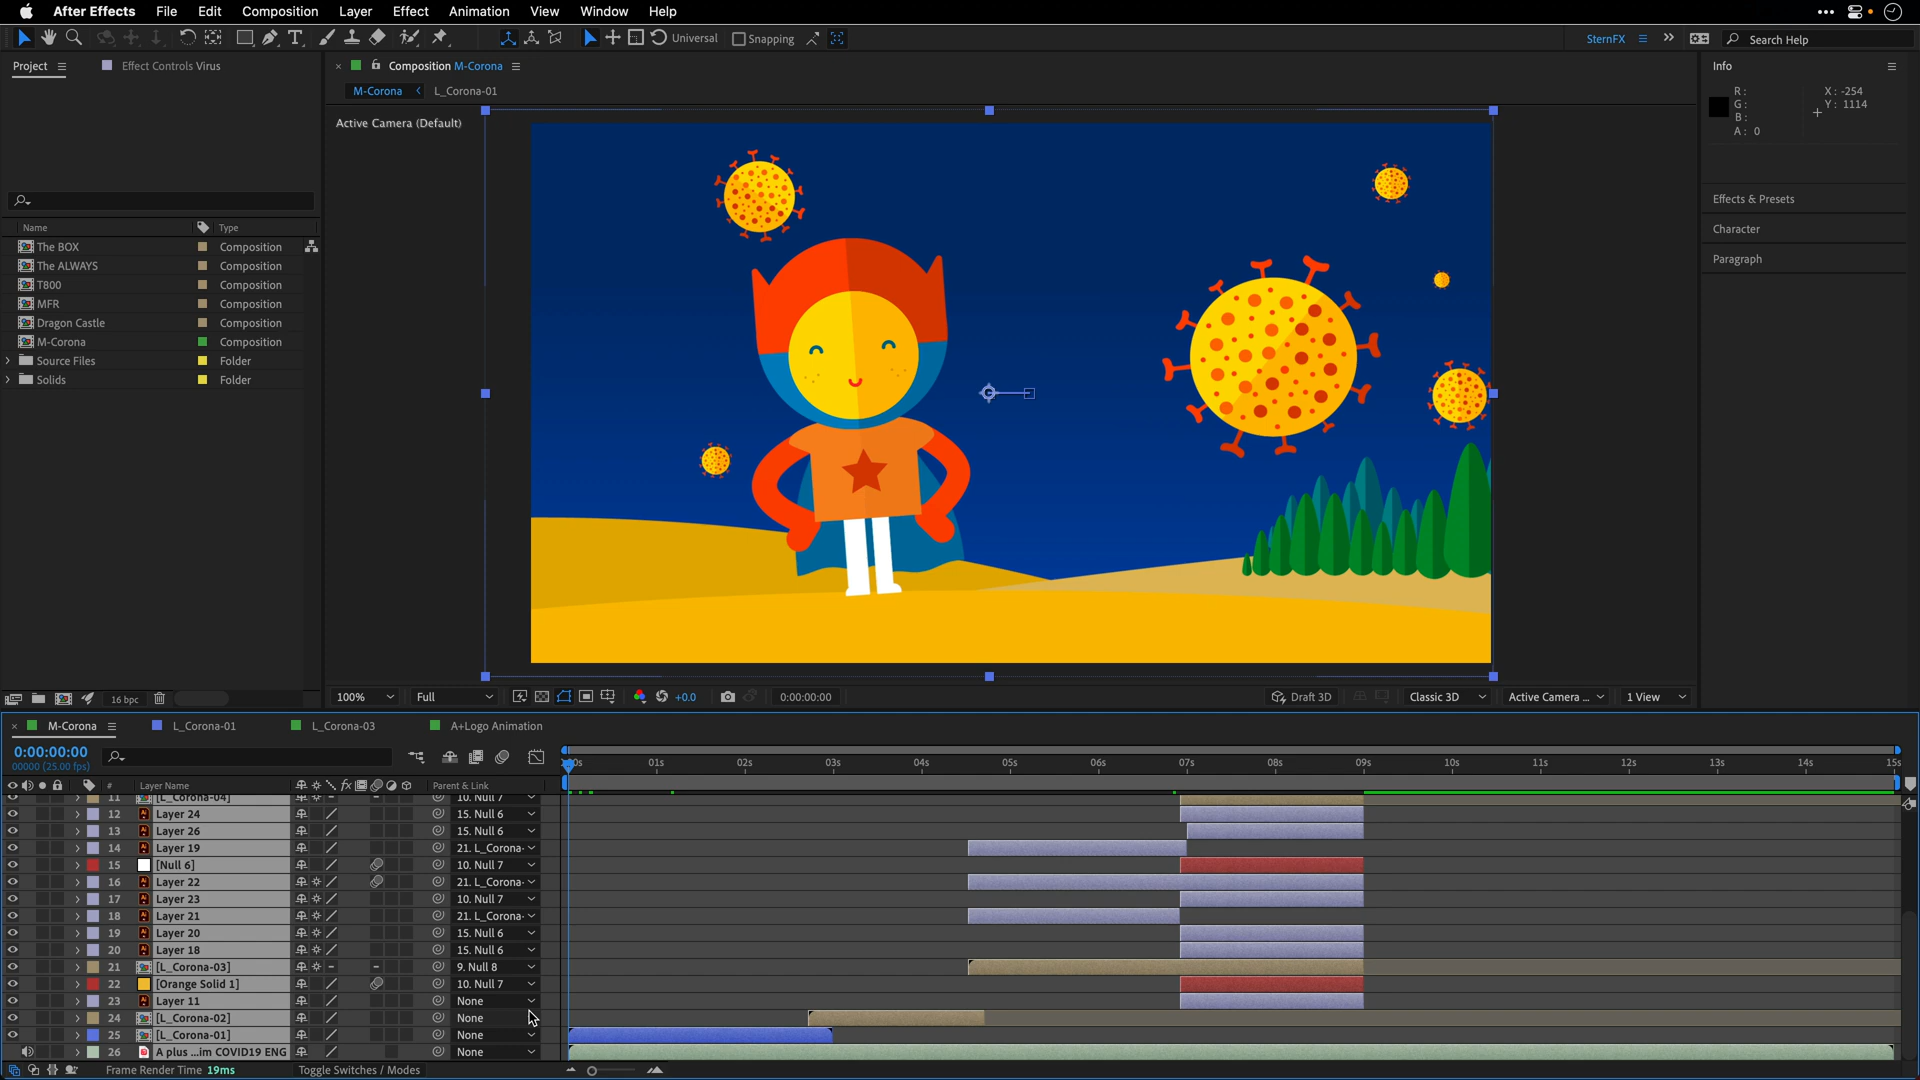 After Effects File Edit Composition Layer Effect Animation View Window Help
Universal Snapping SternFX Search Help
Project Effect Controls Virus
Composition M-Corona
Info
M-Corona L_Corona-01
R: X: -254
G: Y: 1114
B:
A: 0
Active Camera (Default)
Effects & Presets
Character
Paragraph
Name Type
The BOX Composition
The ALWAYS Composition
T800 Composition
MFR Composition
Dragon Castle Composition
M-Corona Composition
Source Files Folder
Solids Folder
16 bpc
100% Full +0.0 0:00:00:00 Draft 3D Classic 3D Active Camera ... 1 View
M-Corona L_Corona-01 L_Corona-03 A+Logo Animation
0:00:00:00
00000 (25.00 fps)
01s 02s 03s 04s 05s 06s 07s 08s 09s 10s 11s 12s 13s 14s 15s
# Layer Name Parent & Link
11 [L_Corona-04] 10. Null 7
12 Layer 24 15. Null 6
13 Layer 26 15. Null 6
14 Layer 19 21. L_Corona-
15 [Null 6] 10. Null 7
16 Layer 22 21. L_Corona-
17 Layer 23 10. Null 7
18 Layer 21 21. L_Corona-
19 Layer 20 15. Null 6
20 Layer 18 15. Null 6
21 [L_Corona-03] 9. Null 8
22 [Orange Solid 1] 10. Null 7
23 Layer 11 None
24 [L_Corona-02] None
25 [L_Corona-01] None
26 A plus ...im COVID19 ENG None
Frame Render Time 19ms Toggle Switches / Modes